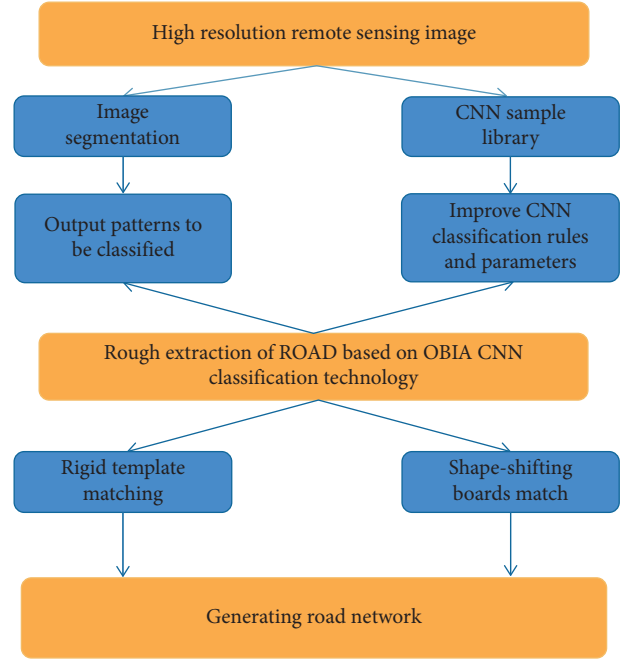 High resolution remote sensing image
Image
segmentation
CNN sample
library
Output patterns to
be classified
Improve CNN
classification rules
and parameters
Rough extraction of ROAD based on OBIA CNN
classification technology
Rigid template
matching
Shape-shifting
boards match
Generating road network